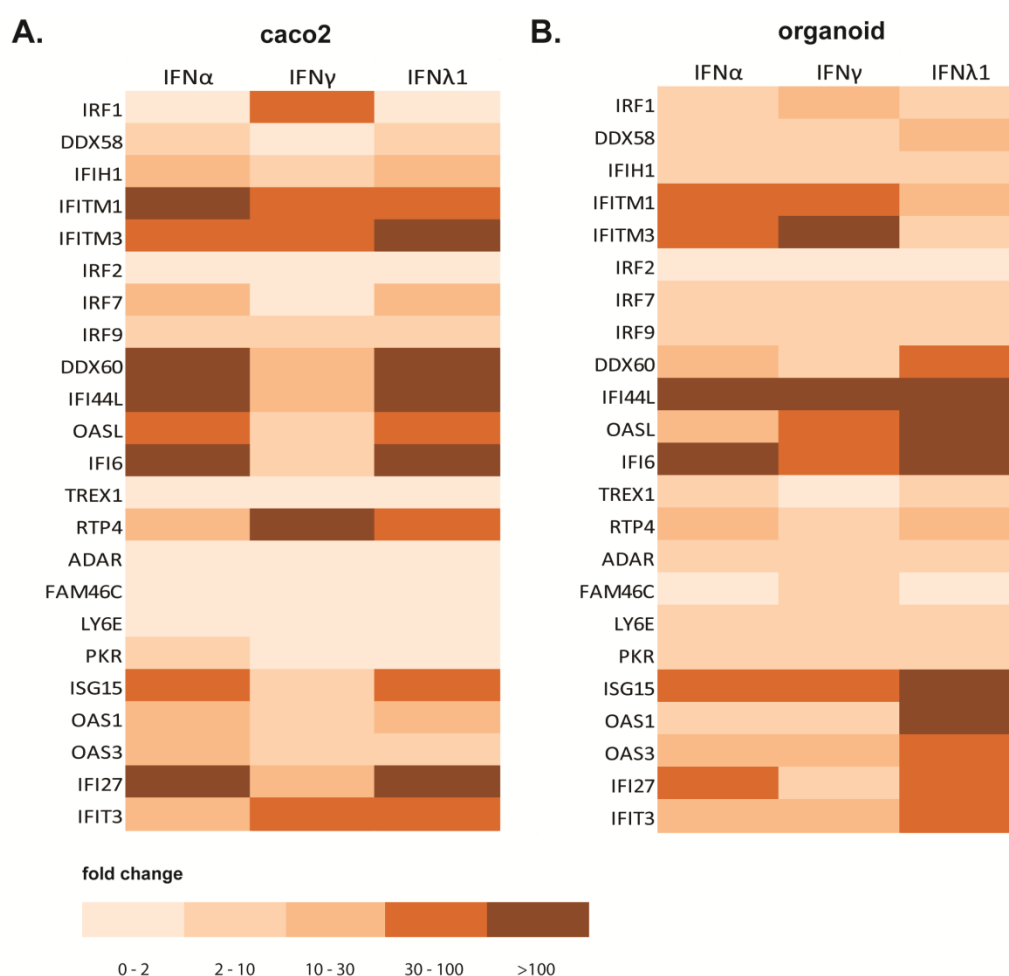 A.
caco2
IFNα IFNγ IFNλ1
IRF1
DDX58
IFIH1
IFITM1
IFITM3
IRF2
IRF7
IRF9
DDX60
IFI44L
OASL
IFI6
TREX1
RTP4
ADAR
FAM46C
LY6E
PKR
ISG15
OAS1
OAS3
IFI27
IFIT3
B.
organoid
IFNα IFNγ IFNλ1
IRF1
DDX58
IFIH1
IFITM1
IFITM3
IRF2
IRF7
IRF9
DDX60
IFI44L
OASL
IFI6
TREX1
RTP4
ADAR
FAM46C
LY6E
PKR
ISG15
OAS1
OAS3
IFI27
IFIT3
fold change
0 - 2 2 - 10 10 - 30 30 - 100 >100